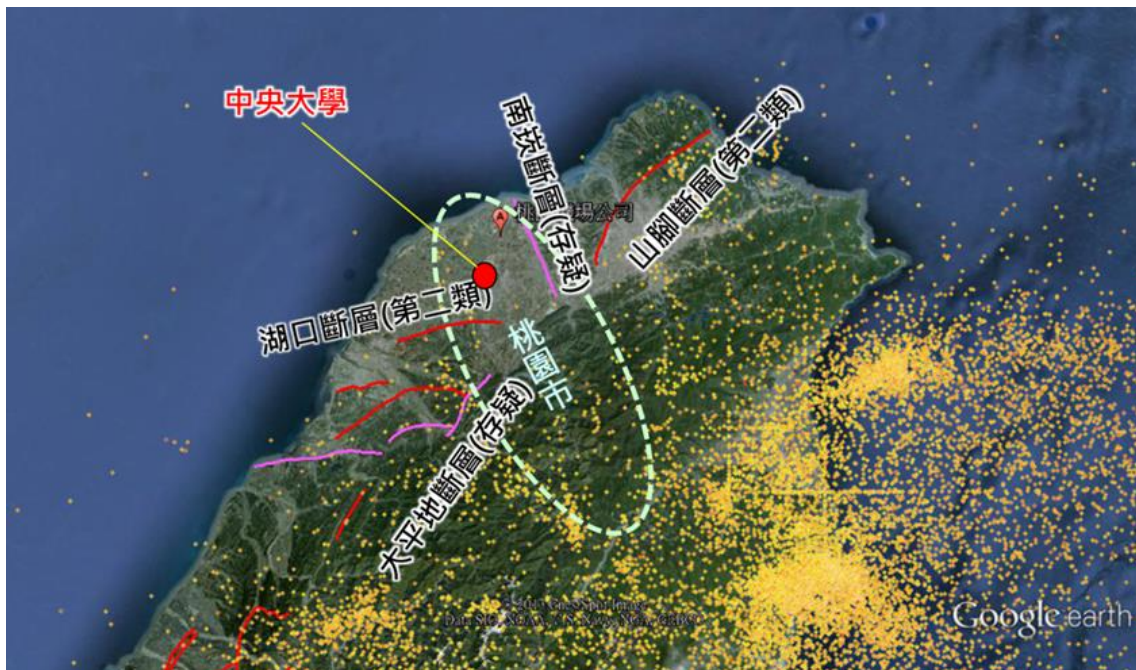 中央大學
南崁斷層(存疑)
山腳斷層(第二類)
A
湖口斷層(第二類)
桃園市
大平地斷層(存疑)
Google earth